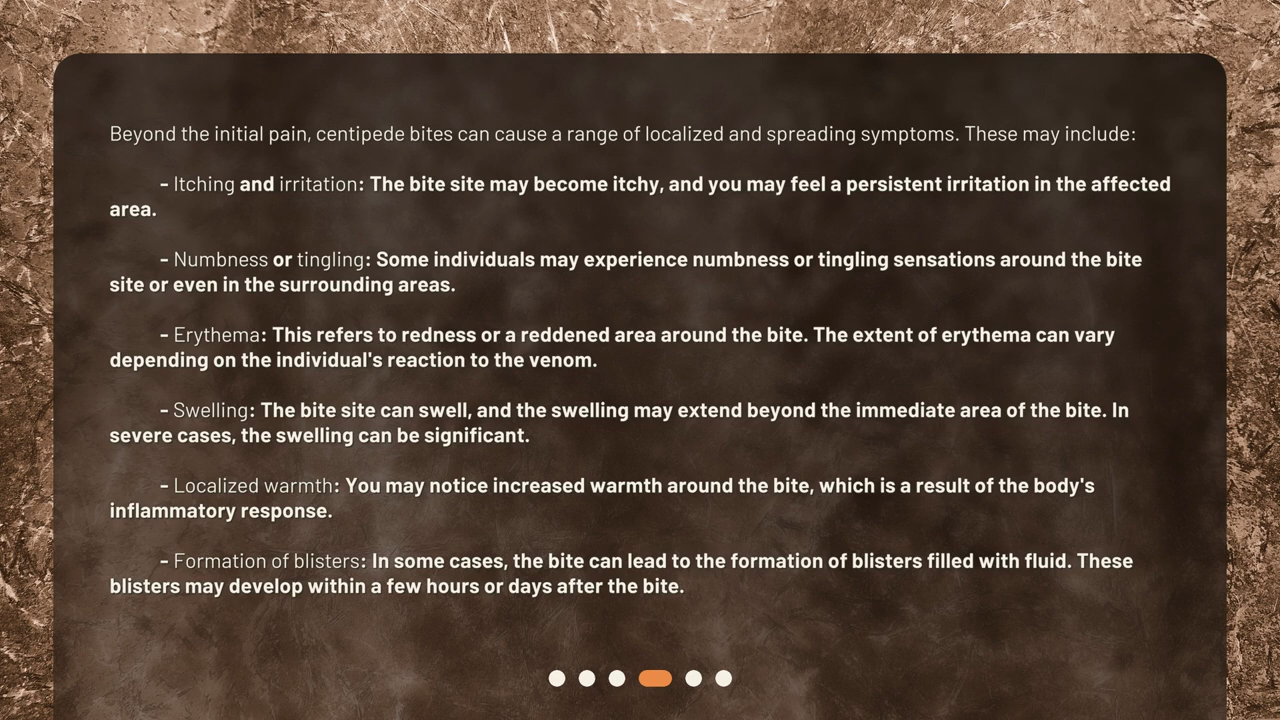 Beyond the initial pain, centipede bites can cause a range of localized and spreading symptoms. These may include:
- Itching and irritation: The bite site may become itchy, and you may feel a persistent irritation in the affected
area.
- Numbness or tingling: Some individuals may experience numbness or tingling sensations around the bite
site or even in the surrounding areas.
- Erythema: This refers to redness or a reddened area around the bite. The extent of erythema can vary
depending on the individual's reaction to the venom.
- Swelling: The bite site can swell, and the swelling may extend beyond the immediate area of the bite. In
severe cases, the swelling can be significant.
- Localized warmth: You may notice increased warmth around the bite, which is a result of the body's
inflammatory response.
- Formation of blisters: In some cases, the bite can lead to the formation of blisters filled with fluid. These
blisters may develop within a few hours or days after the bite.